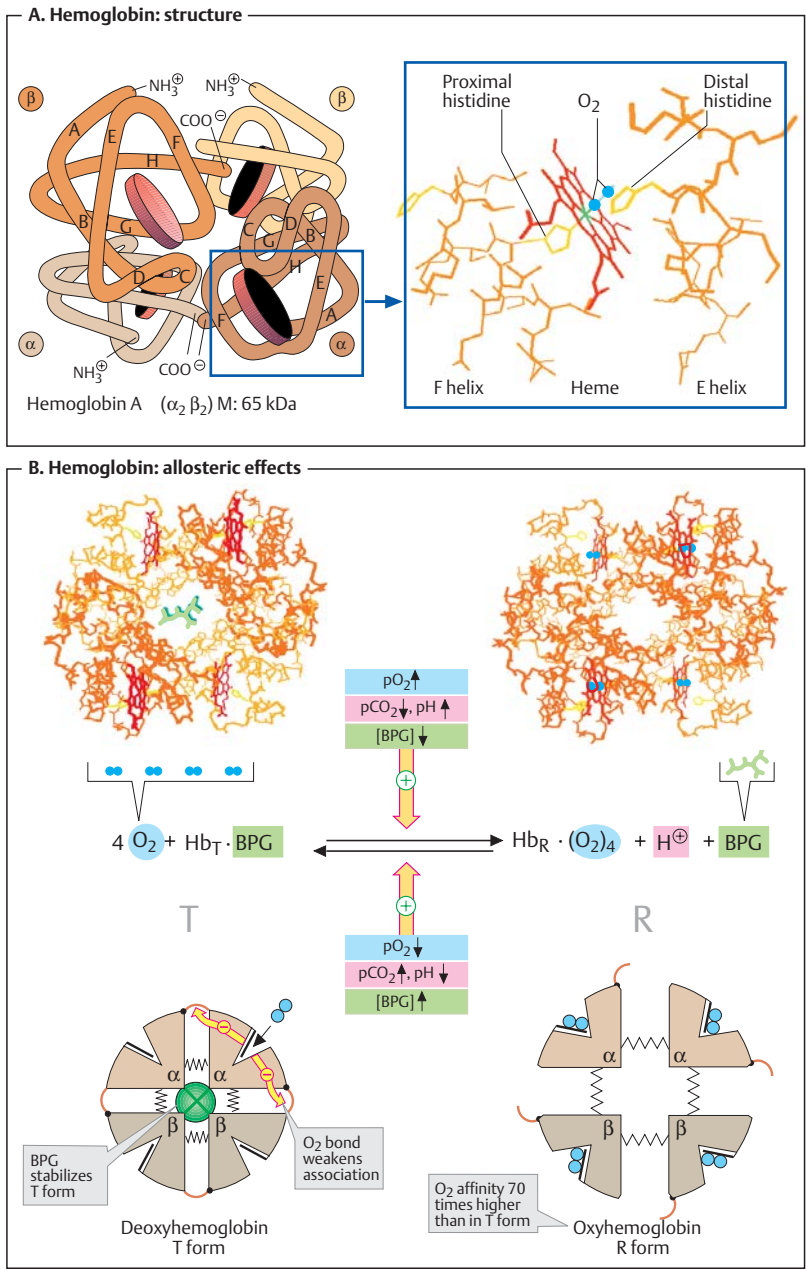 A. Hemoglobin: structure
β
NH₃⊕
NH₃⊕
β
COO⊖
A
E
F
H
B
G
D
C
C
G
D
B
H
E
F
A
α
NH₃⊕
COO⊖
α
Hemoglobin A (α₂ β₂) M: 65 kDa
Proximal
histidine
O₂
Distal
histidine
F helix
Heme
E helix
B. Hemoglobin: allosteric effects
pO₂↑
pCO₂↓, pH ↑
[BPG] ↓
+
4 O₂ + Hb_T · BPG
Hb_R · (O₂)₄ + H⊕ + BPG
T
+
R
pO₂↓
pCO₂↑, pH ↓
[BPG] ↑
−
−
α
α
β
β
BPG
stabilizes
T form
O₂ bond
weakens
association
Deoxyhemoglobin
T form
α
α
β
β
O₂ affinity 70
times higher
than in T form
Oxyhemoglobin
R form